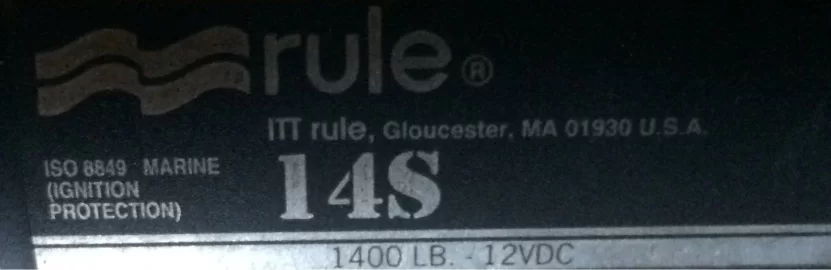 rule®
ITT rule, Gloucester, MA 01930 U.S.A.
ISO 8849 MARINE
(IGNITION
PROTECTION)
14S
1400 LB. - 12VDC